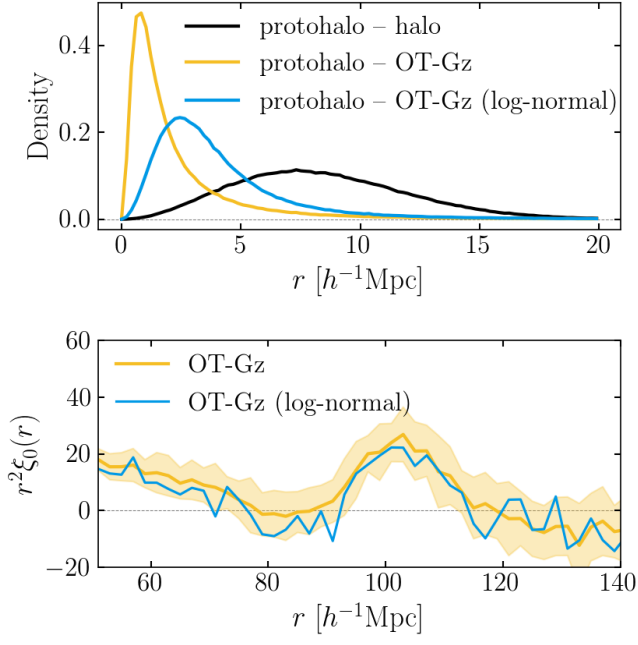 protohalo – halo
protohalo – OT-Gz
protohalo – OT-Gz (log-normal)
Density
0.4
0.2
0.0
0 5 10 15 20
r [h⁻¹Mpc]
OT-Gz
OT-Gz (log-normal)
r²ξ₀(r)
60
40
20
0
−20
60 80 100 120 140
r [h⁻¹Mpc]